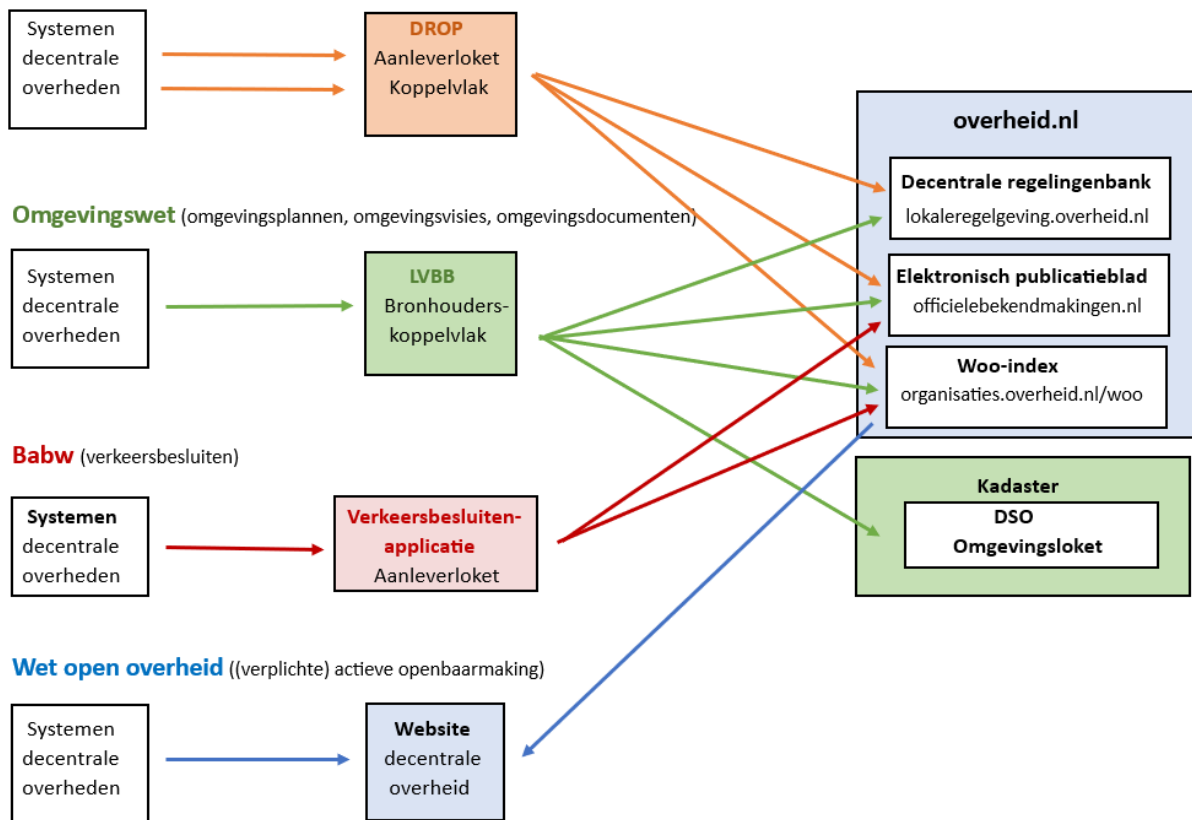 Systemen
decentrale
overheden
DROP
Aanleverloket
Koppelvlak
overheid.nl
Decentrale regelingenbank
lokaleregelgeving.overheid.nl
Elektronisch publicatieblad
officielebekendmakingen.nl
Woo-index
organisaties.overheid.nl/woo
Omgevingswet (omgevingsplannen, omgevingsvisies, omgevingsdocumenten)
Systemen
decentrale
overheden
LVBB
Bronhouders-
koppelvlak
Kadaster
DSO
Omgevingsloket
Babw (verkeersbesluiten)
Systemen
decentrale
overheden
Verkeersbesluiten-
applicatie
Aanleverloket
Wet open overheid ((verplichte) actieve openbaarmaking)
Systemen
decentrale
overheden
Website
decentrale
overheid